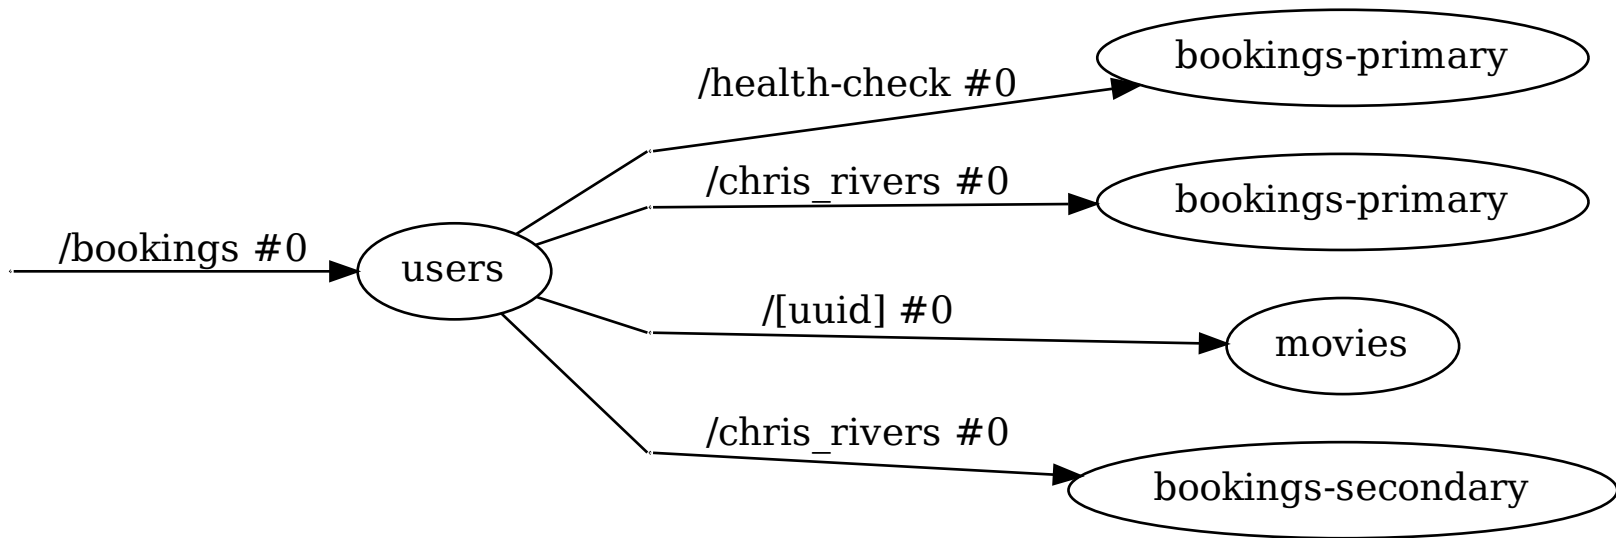 /health-check #0
bookings-primary
/chris_rivers #0
bookings-primary
/bookings #0
users
/[uuid] #0
movies
/chris_rivers #0
bookings-secondary